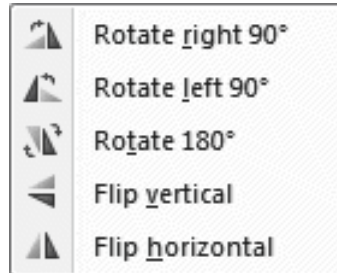 Rotate right 90°
Rotate left 90°
Rotate 180°
Flip vertical
Flip horizontal